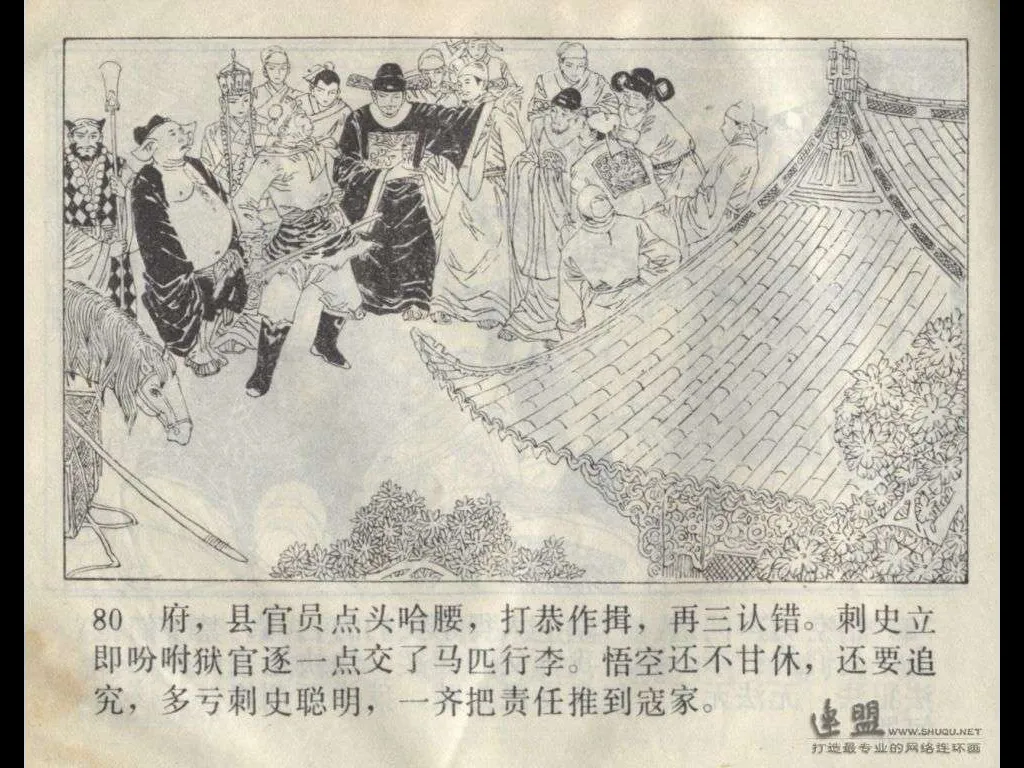 80 府，县官员点头哈腰，打恭作揖，再三认错。刺史立
即吩咐狱官逐一点交了马匹行李。悟空还不甘休，还要追
究，多亏刺史聪明，一齐把责任推到寇家。
连盟 WWW.SHUQU.NET
打造最专业的网络连环画